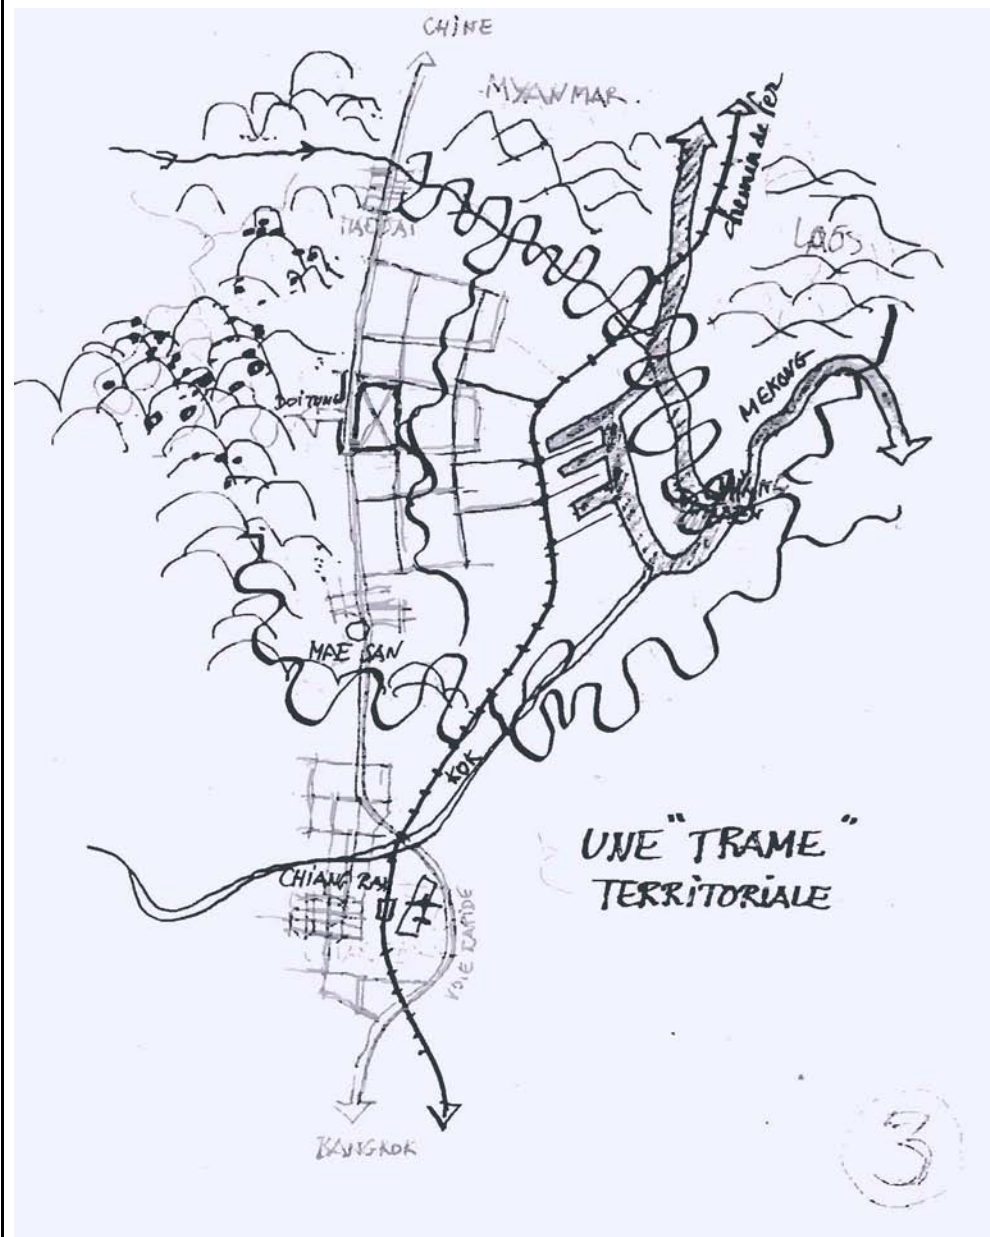 CHINE
MYANMAR.
chemin de fer
LAOS
MAESAI
MEKONG
DOITUNG
MAE SAN
KOK
UNE "TRAME"
TERRITORIALE
CHIANG RAI
VOIE RAPIDE
BANGKOK
3